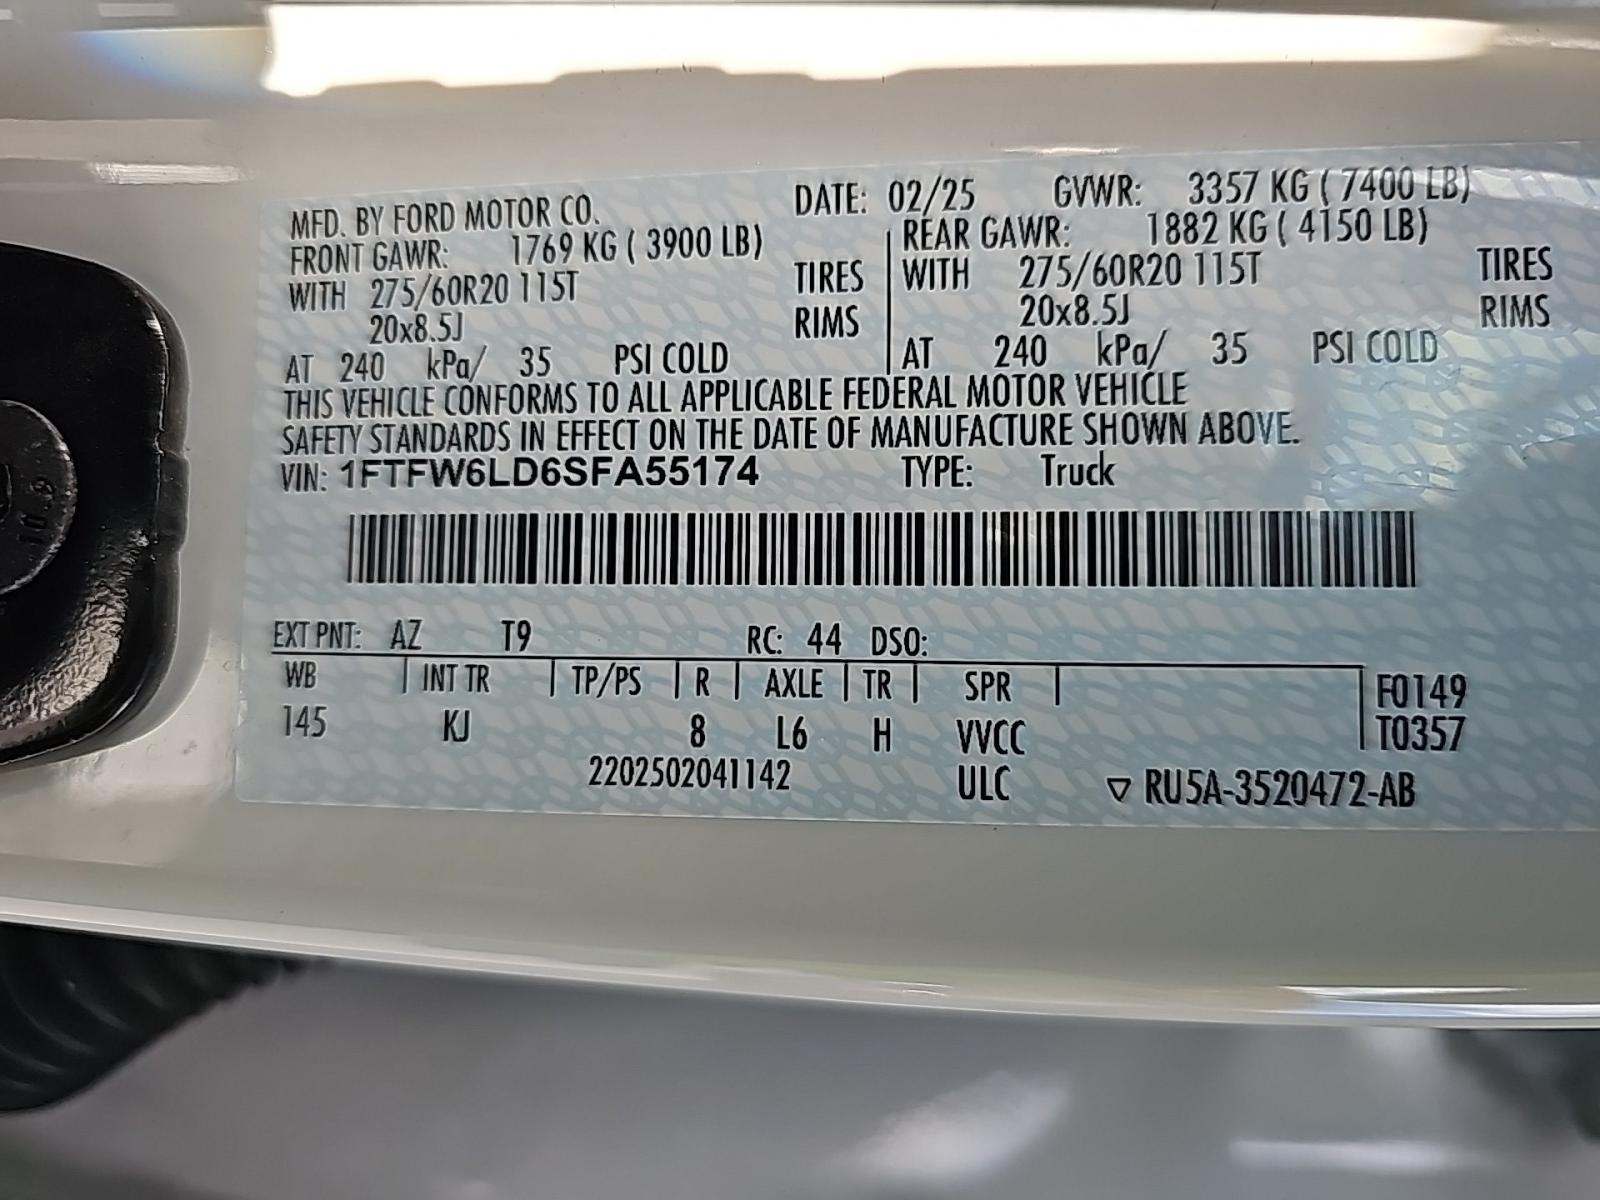 MFD. BY FORD MOTOR CO. DATE: 02/25 GVWR: 3357 KG ( 7400 LB)
FRONT GAWR: 1769 KG ( 3900 LB) REAR GAWR: 1882 KG ( 4150 LB)
WITH 275/60R20 115T TIRES WITH 275/60R20 115T TIRES
20x8.5J RIMS 20x8.5J RIMS
AT 240 kPa/ 35 PSI COLD AT 240 kPa/ 35 PSI COLD
THIS VEHICLE CONFORMS TO ALL APPLICABLE FEDERAL MOTOR VEHICLE
SAFETY STANDARDS IN EFFECT ON THE DATE OF MANUFACTURE SHOWN ABOVE.
VIN: 1FTFW6LD6SFA55174 TYPE: Truck
EXT PNT: AZ T9 RC: 44 DSO:
WB INT TR TP/PS R AXLE TR SPR F0149
145 KJ 8 L6 H VVCC T0357
2202502041142 ULC ▽ RU5A-3520472-AB